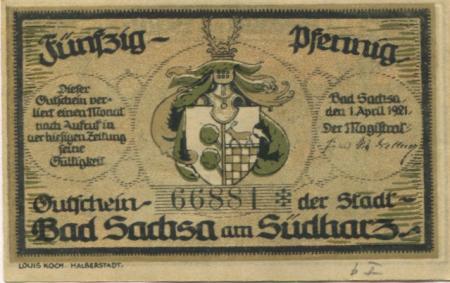 Fünfzig- Pfennig
Dieser
Gutschein ver-
liert einen Monat
nach Aufruf in
der hiesigen Zeitung
seine
Gültigkeit
Bad Sachsa,
den 1. April 1921.
Der Magistrat
Gutschein- 66881 der Stadt-
Bad Sachsa am Südharz
LOUIS KOCH. HALBERSTADT.